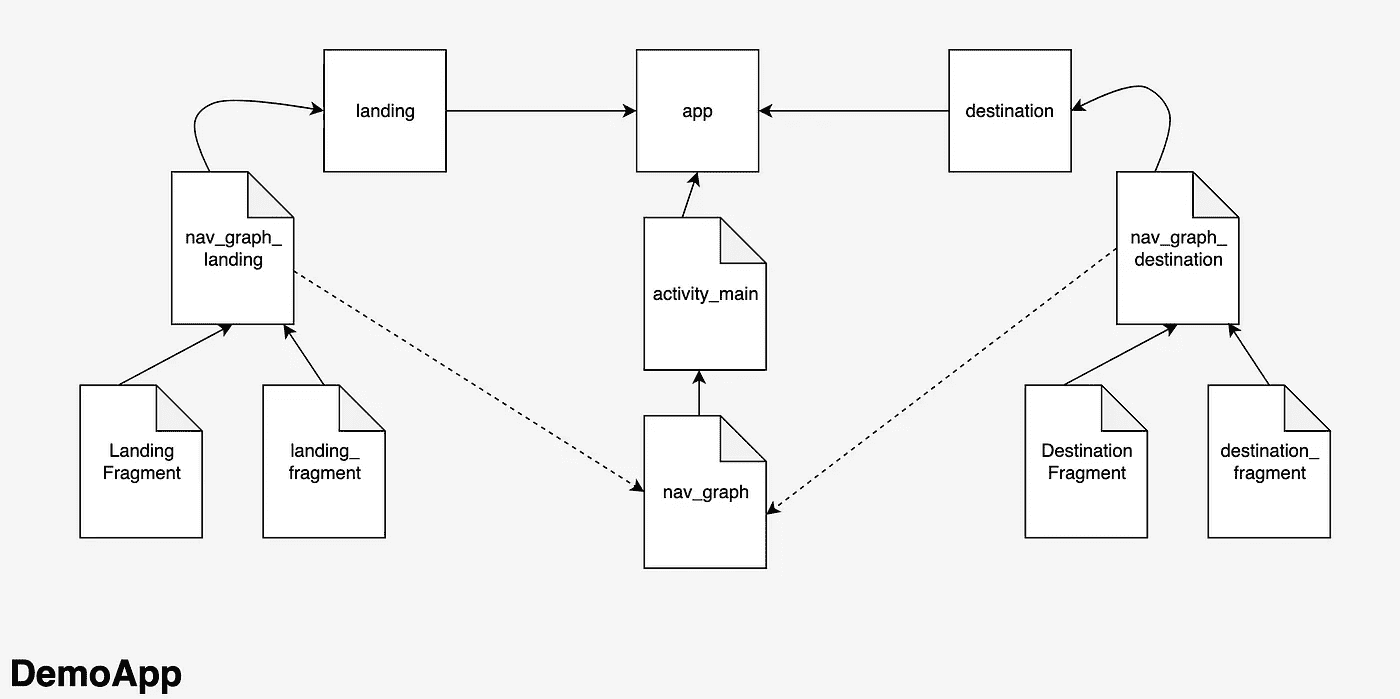 landing
app
destination
nav_graph_
landing
activity_main
nav_graph_
destination
Landing
Fragment
landing_
fragment
nav_graph
Destination
Fragment
destination_
fragment
DemoApp